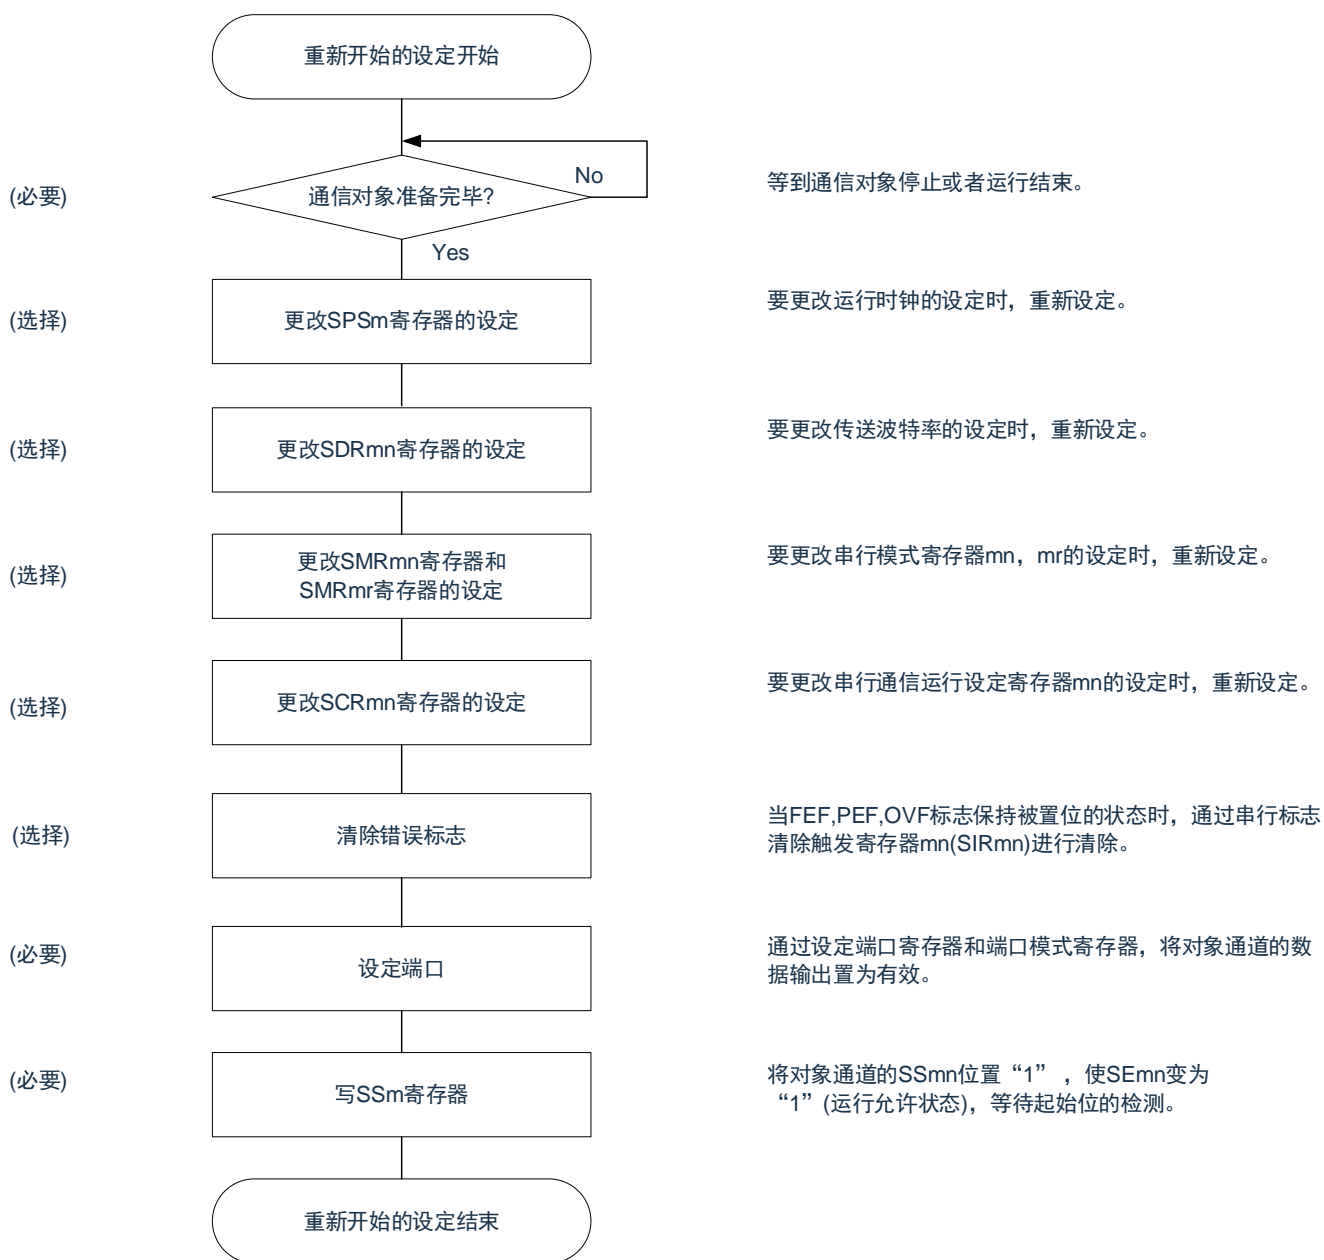 重新开始的设定开始
(必要)
通信对象准备完毕?
No
等到通信对象停止或者运行结束。
Yes
(选择)
更改SPSm寄存器的设定
要更改运行时钟的设定时，重新设定。
(选择)
更改SDRmn寄存器的设定
要更改传送波特率的设定时，重新设定。
(选择)
更改SMRmn寄存器和
SMRmr寄存器的设定
要更改串行模式寄存器mn，mr的设定时，重新设定。
(选择)
更改SCRmn寄存器的设定
要更改串行通信运行设定寄存器mn的设定时，重新设定。
(选择)
清除错误标志
当FEF,PEF,OVF标志保持被置位的状态时，通过串行标志
清除触发寄存器mn(SIRmn)进行清除。
(必要)
设定端口
通过设定端口寄存器和端口模式寄存器，将对象通道的数
据输出置为有效。
(必要)
写SSm寄存器
将对象通道的SSmn位置“1”，使SEmn变为
“1”(运行允许状态)，等待起始位的检测。
重新开始的设定结束